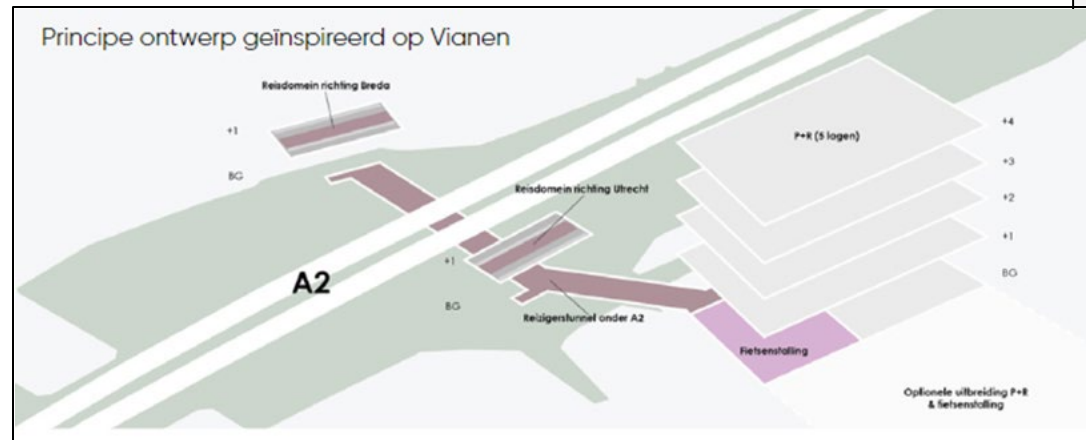 Principe ontwerp geïnspireerd op Vianen
Reisdomein richting Breda
+1
BG
P+R (5 lagen)
+4
+3
+2
+1
BG
Reisdomein richting Utrecht
+1
A2
BG
Reizigerstunnel onder A2
Fietsenstalling
Optionele uitbreiding P+R
& fietsenstalling